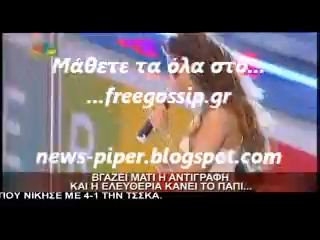 Μάθετε τα όλα στο...
...freegossip.gr
news-piper.blogspot.com
ΒΓΑΖΕΙ ΜΑΤΙ Η ΑΝΤΙΓΡΑΦΗ
ΚΑΙ Η ΕΛΕΥΘΕΡΙΑ ΚΑΝΕΙ ΤΟ ΠΑΠΙ...
ΠΟΥ ΝΙΚΗΣΕ ΜΕ 4-1 ΤΗΝ ΤΣΣΚΑ.